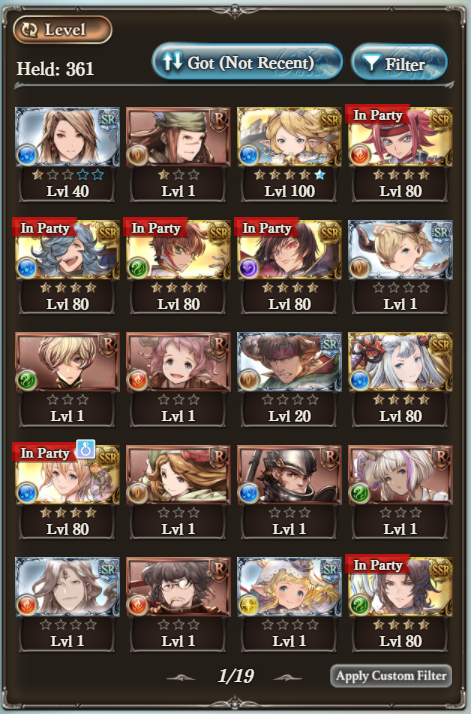 Level
Held: 361
Got (Not Recent)
Filter
SR
R
SSR
In Party
SSR
Lvl 40
Lvl 1
Lvl 100
Lvl 80
In Party
SSR
In Party
SSR
In Party
SSR
SR
Lvl 80
Lvl 80
Lvl 80
Lvl 1
R
R
SR
SSR
Lvl 1
Lvl 1
Lvl 20
Lvl 80
In Party
SSR
R
R
R
Lvl 80
Lvl 1
Lvl 1
Lvl 1
SR
R
SR
In Party
SSR
Lvl 1
Lvl 1
Lvl 1
Lvl 80
1/19
Apply Custom Filter